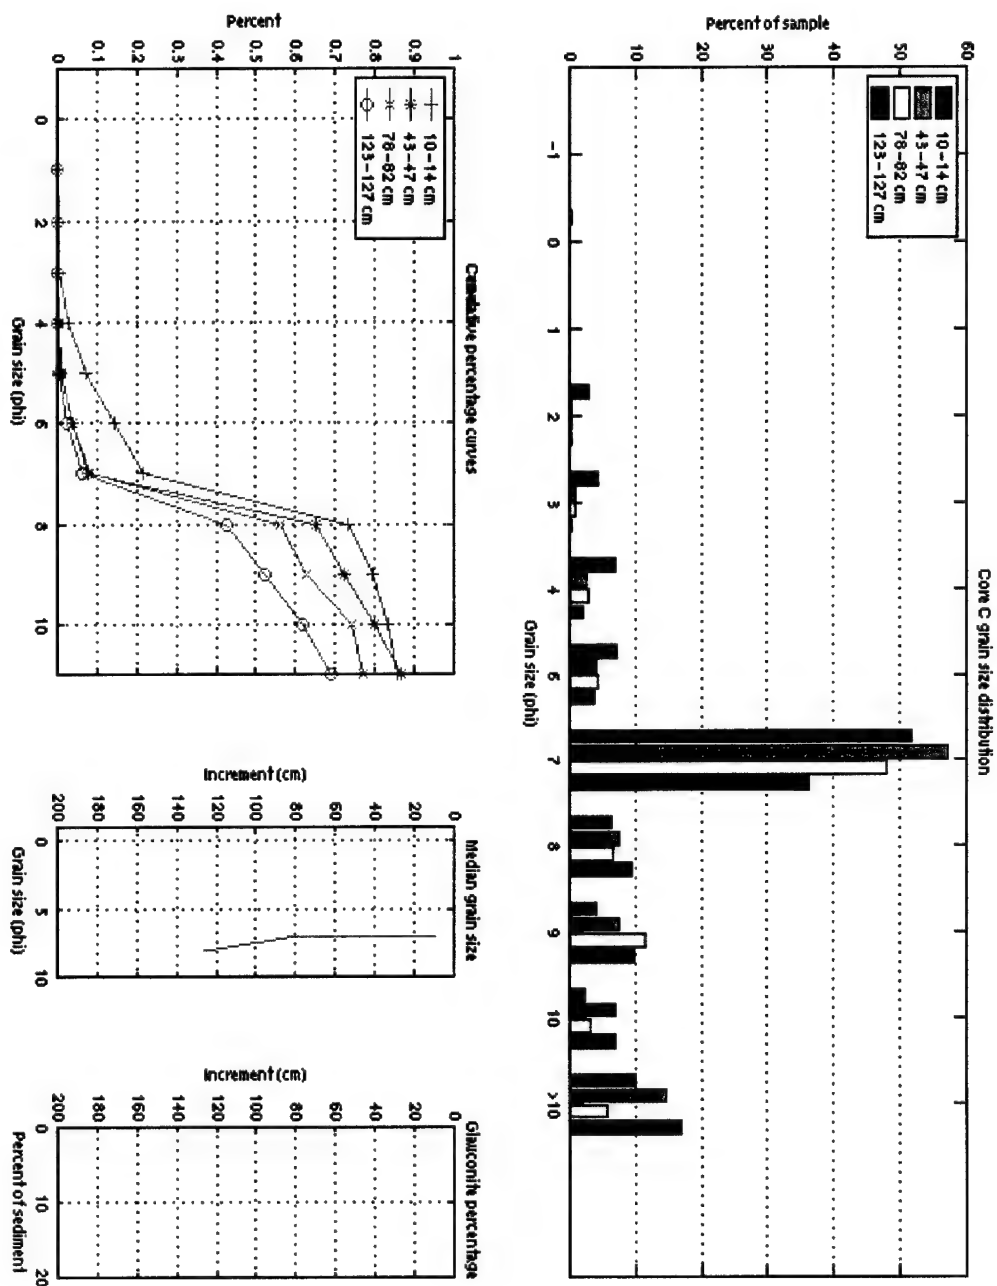 Core C grain size distribution
Percent of sample
60
50
40
30
20
10
0
10-14 cm
43-47 cm
78-82 cm
123-127 cm
-1 0 1 2 3 4 6 7 8 9 10 >10
Grain size (phi)
Cumulative percentage curves
Percent
1
0.9
0.8
0.7
0.6
0.5
0.4
0.3
0.2
0.1
0
10-14 cm
43-47 cm
78-82 cm
123-127 cm
0 2 4 6 8 10
Grain size (phi)
Median grain size
Increment (cm)
0
20
40
60
80
100
120
140
160
180
200
0 5 10
Grain size (phi)
Glauconite percentage
Increment (cm)
0
20
40
60
80
100
120
140
160
180
200
0 10 20
Percent of sediment